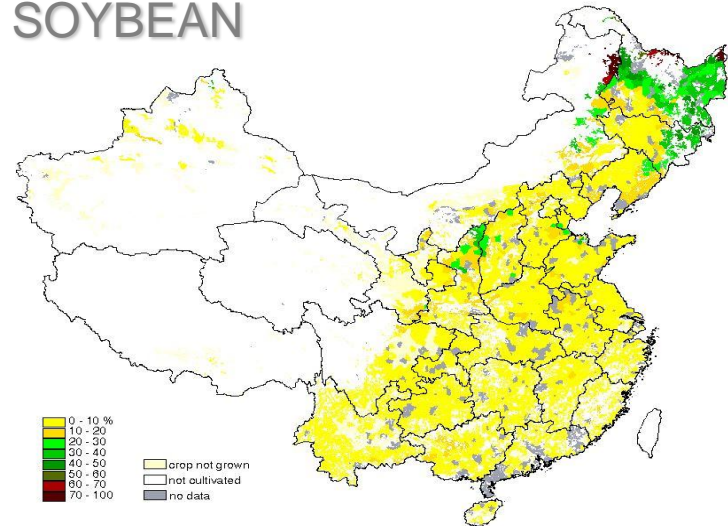 SOYBEAN
0 - 10 %
10 - 20
20 - 30
30 - 40
40 - 50
50 - 60
60 - 70
70 - 100
crop not grown
not cultivated
no data